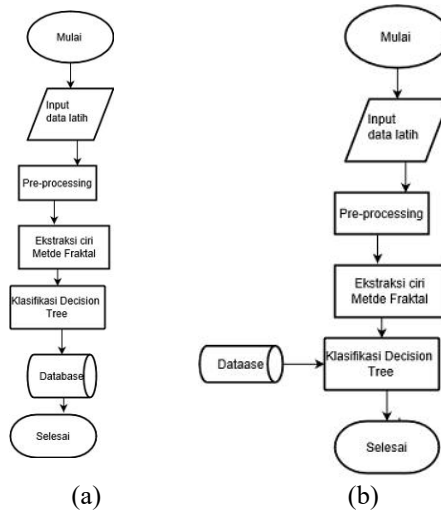 Mulai
Input
data latih
Pre-processing
Ekstraksi ciri
Metde Fraktal
Klasifikasi Decision
Tree
Database
Selesai
(a)
Mulai
Input
data latih
Pre-processing
Ekstraksi ciri
Metde Fraktal
Dataase
Klasifikasi Decision
Tree
Selesai
(b)